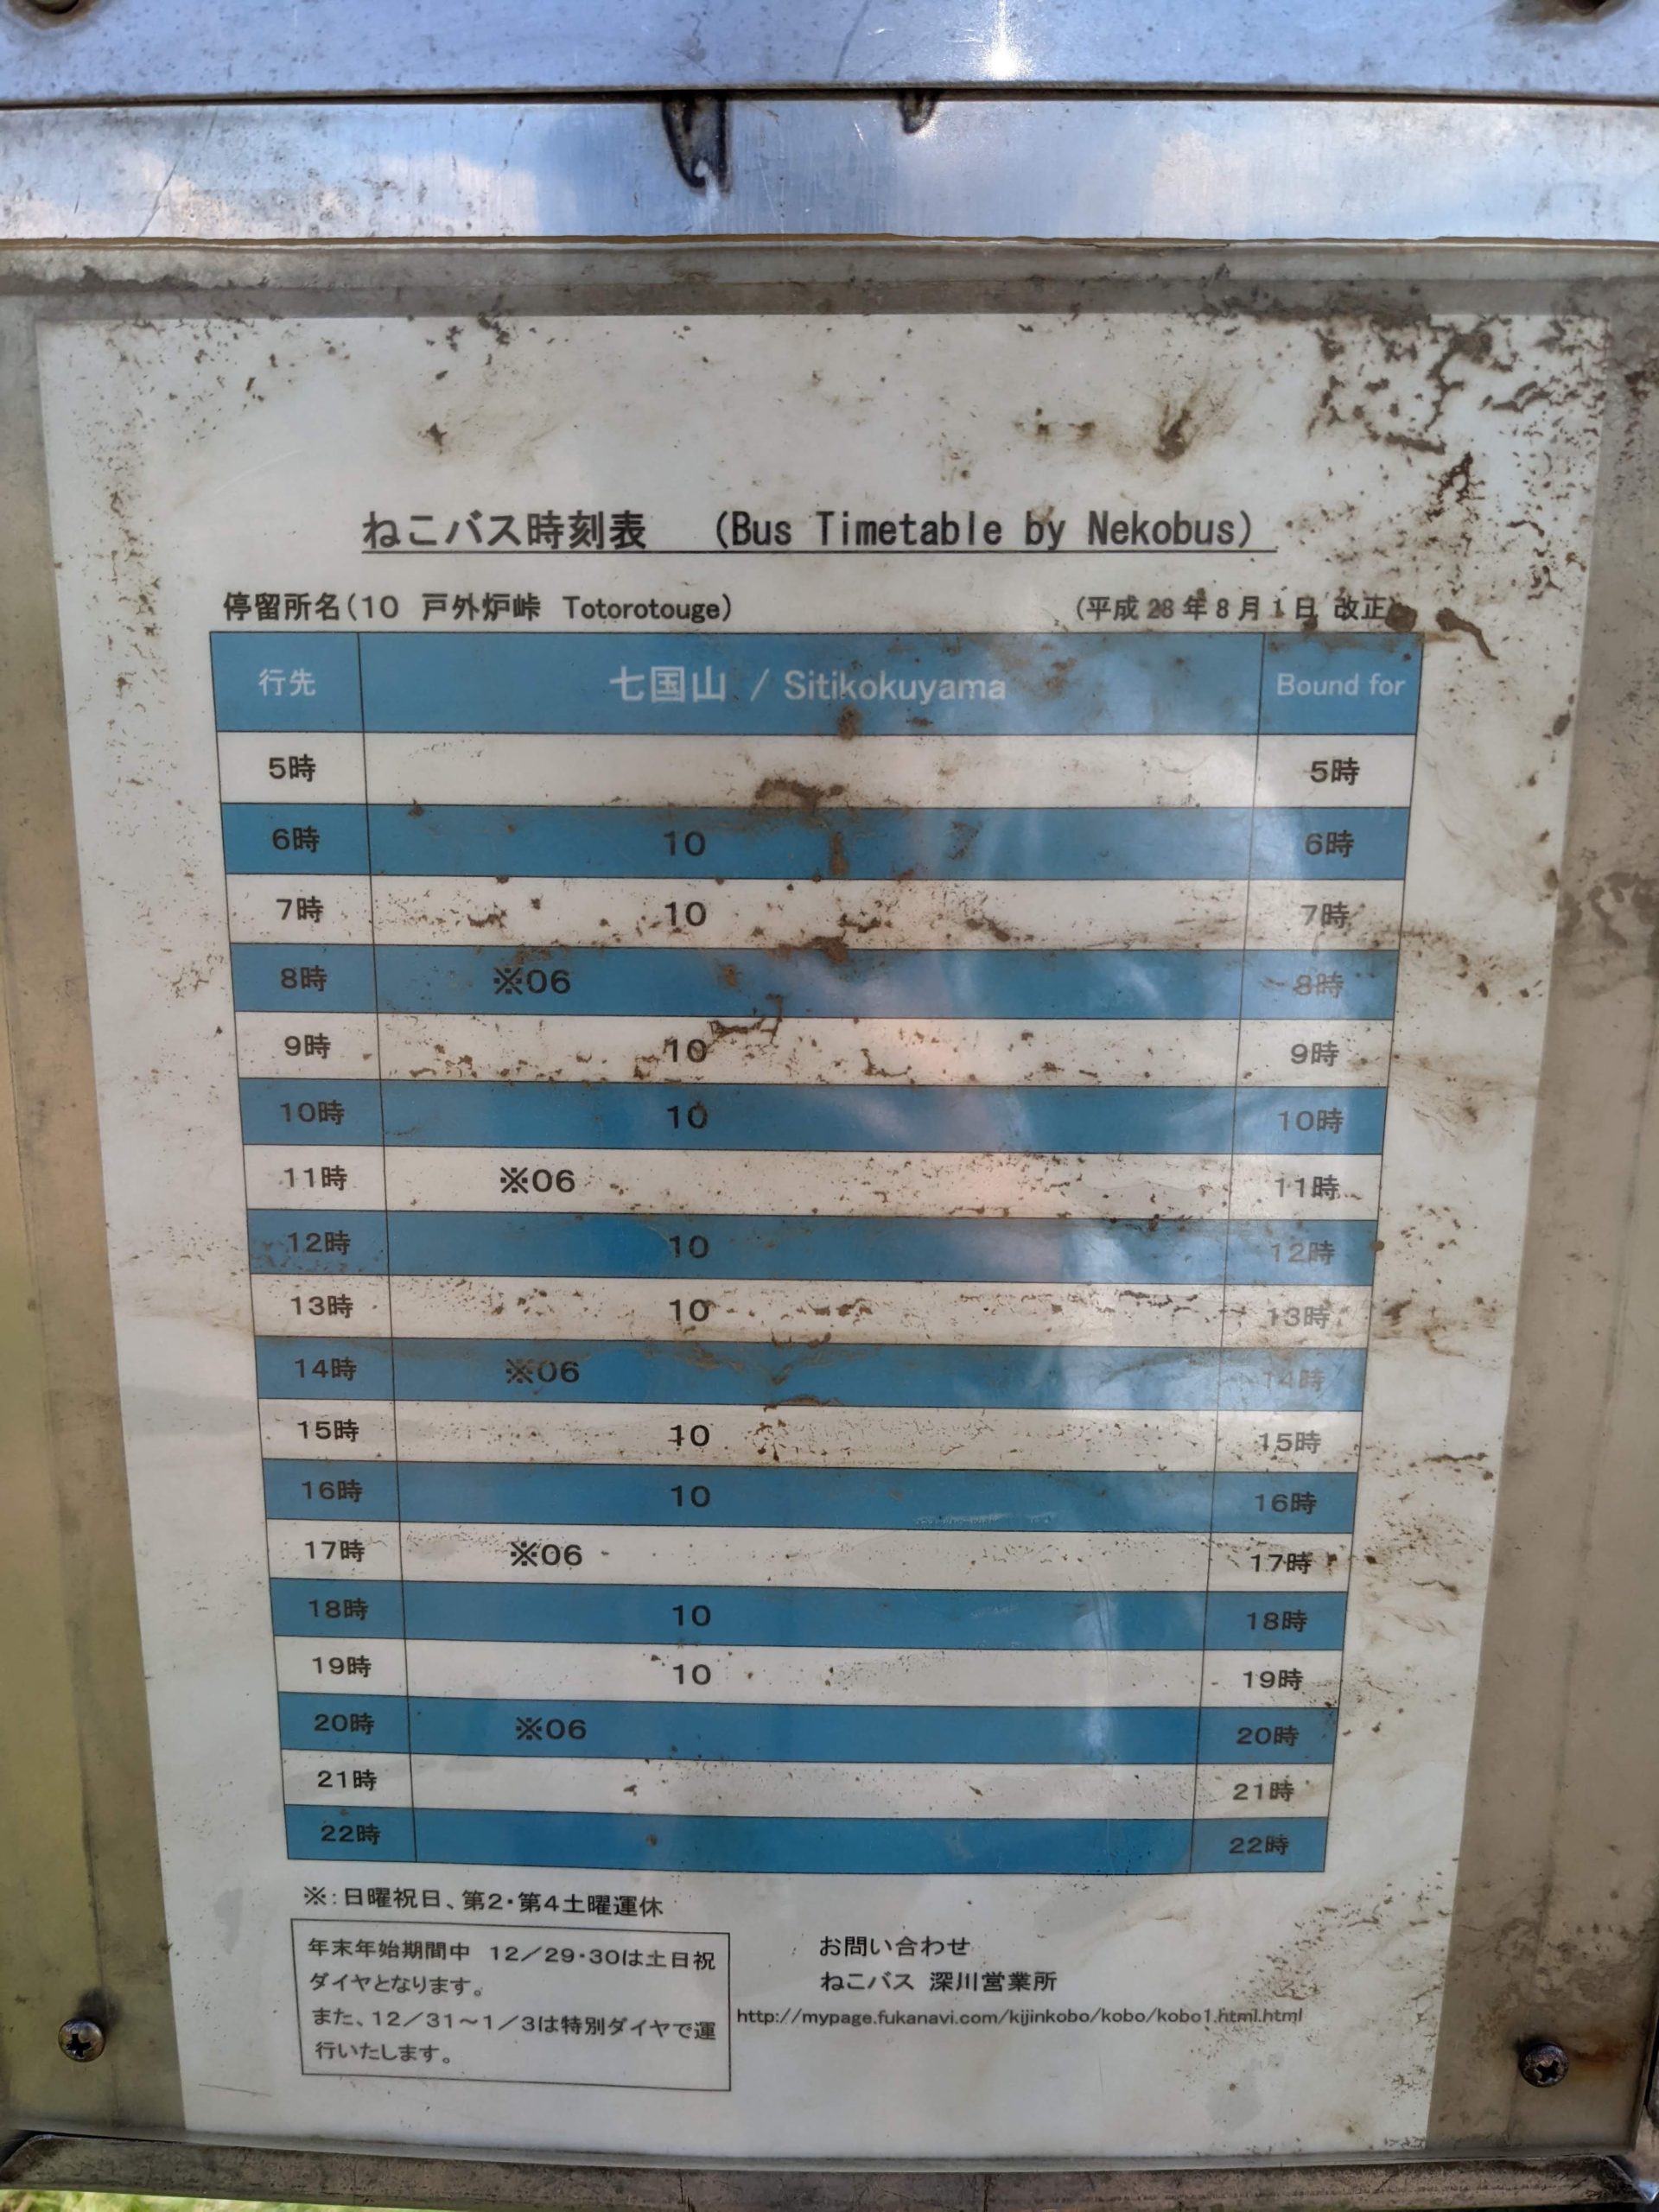 ねこバス時刻表 (Bus Timetable by Nekobus)
停留所名(10 戸外炉峠 Totorotouge) (平成28年8月1日 改正)
行先 七国山 / Sitikokuyama Bound for
5時 5時
6時 10 6時
7時 10 7時
8時 ※06 8時
9時 10 9時
10時 10 10時
11時 ※06 11時
12時 10 12時
13時 10 13時
14時 ※06 14時
15時 10 15時
16時 10 16時
17時 ※06 17時
18時 10 18時
19時 10 19時
20時 ※06 20時
21時 21時
22時 22時
※:日曜祝日、第2・第4土曜運休
年末年始期間中 12/29・30は土日祝
ダイヤとなります。
また、12/31~1/3は特別ダイヤで運
行いたします。
お問い合わせ
ねこバス 深川営業所
http://mypage.fukanavi.com/kijinkobo/kobo/kobo1.html.html